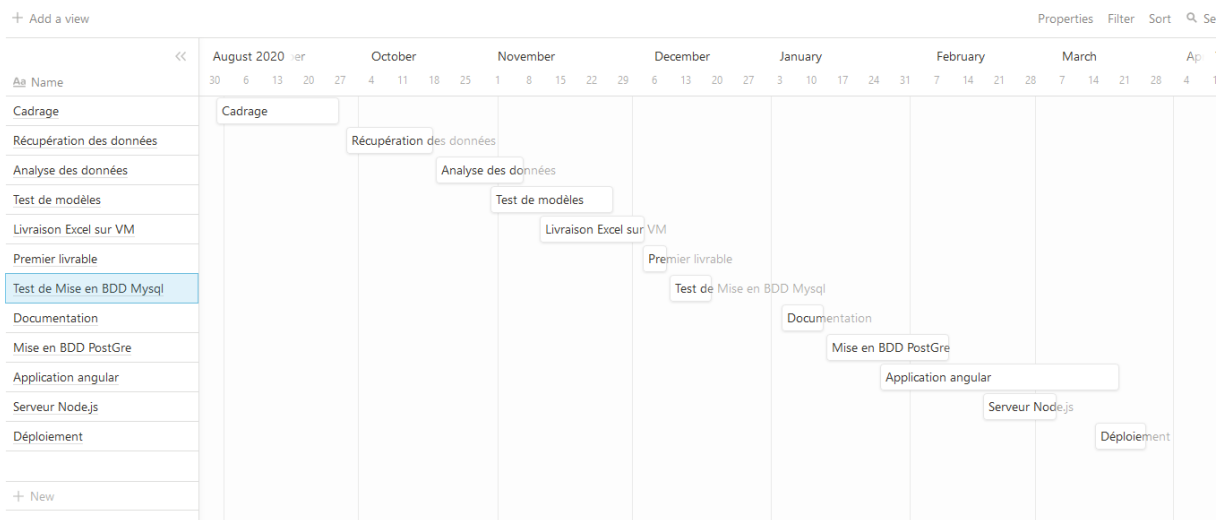 + Add a view
Properties Filter Sort Se
August 2020 er October November December January February March Ap
Aa Name
30 6 13 20 27 4 11 18 25 1 8 15 22 29 6 13 20 27 3 10 17 24 31 7 14 21 28 7 14 21 28 4 1
Cadrage Cadrage
Récupération des données Récupération des données
Analyse des données Analyse des données
Test de modèles Test de modèles
Livraison Excel sur VM Livraison Excel sur VM
Premier livrable Premier livrable
Test de Mise en BDD Mysql Test de Mise en BDD Mysql
Documentation Documentation
Mise en BDD PostGre Mise en BDD PostGre
Application angular Application angular
Serveur Node.js Serveur Node.js
Déploiement Déploiement
+ New